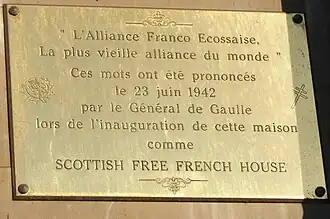 " L'Alliance Franco Ecossaise,
La plus vieille alliance du monde "
Ces mots ont été prononcés
le 23 juin 1942
par le Général de Gaulle
lors de l'inauguration de cette maison
comme
SCOTTISH FREE FRENCH HOUSE